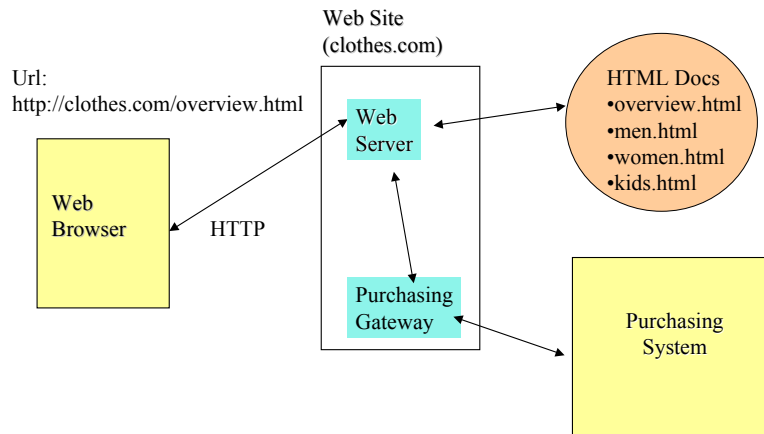 Web Site
(clothes.com)
Url:
http://clothes.com/overview.html
Web
Server
HTML Docs
•overview.html
•men.html
•women.html
•kids.html
Web
Browser
HTTP
Purchasing
Gateway
Purchasing
System